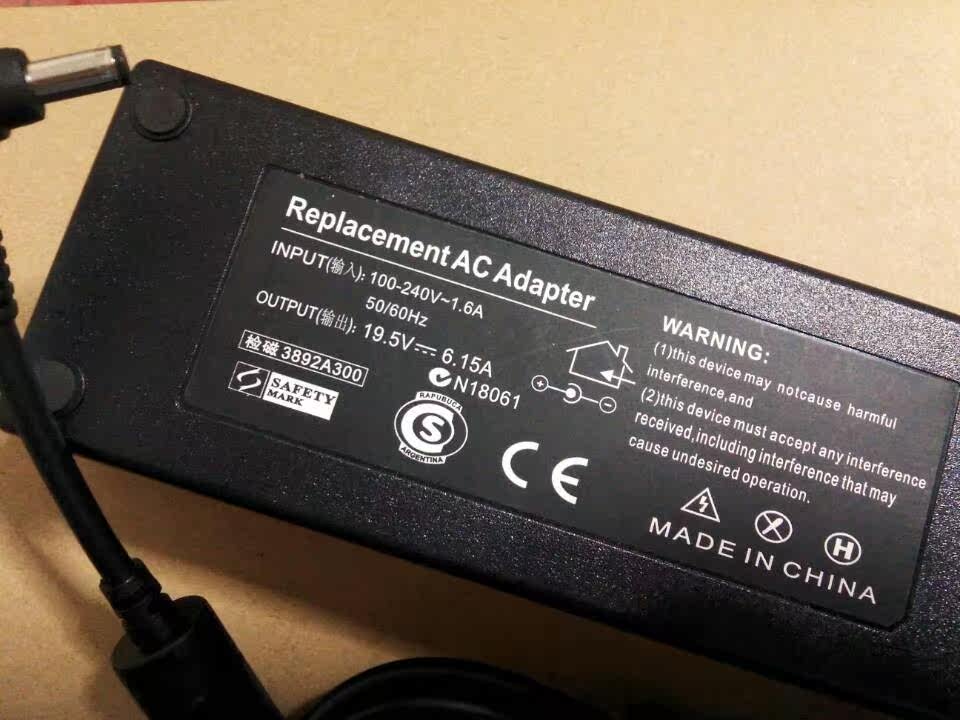 Replacement AC Adapter
INPUT(输入): 100-240V~1.6A
50/60Hz
OUTPUT(输出): 19.5V⎓ 6.15A
检磁 3892A300
N18061
SAFETY
MARK
RAPUBUCA
S
ARGENTINA
CE
+
-
WARNING:
(1)this device may notcause harmful
interference,and
(2)this device must accept any interference
received,including interference that may
cause undesired operation.
H
MADE IN CHINA